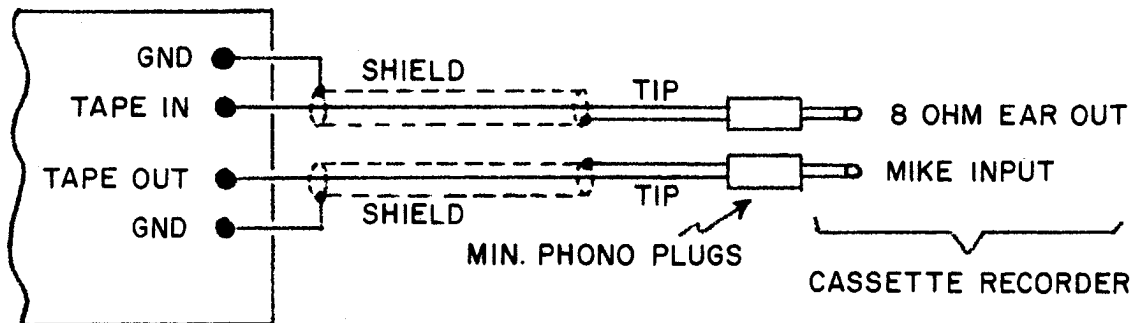 GND
SHIELD
TIP
TAPE IN
8 OHM EAR OUT
TAPE OUT
MIKE INPUT
TIP
SHIELD
GND
MIN. PHONO PLUGS
CASSETTE RECORDER